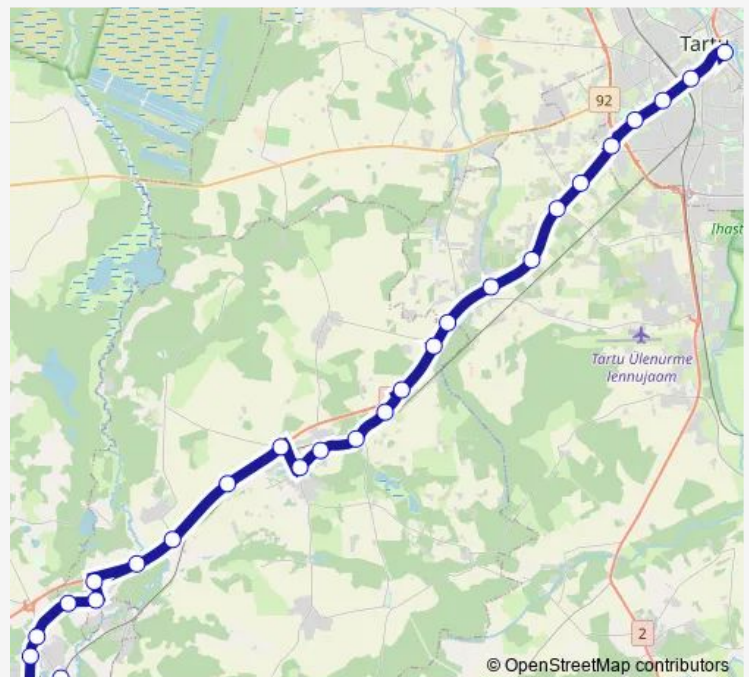 Tartu
92
Ihast
Tartu Ülenurme
lennujaam
2
© OpenStreetMap contributors